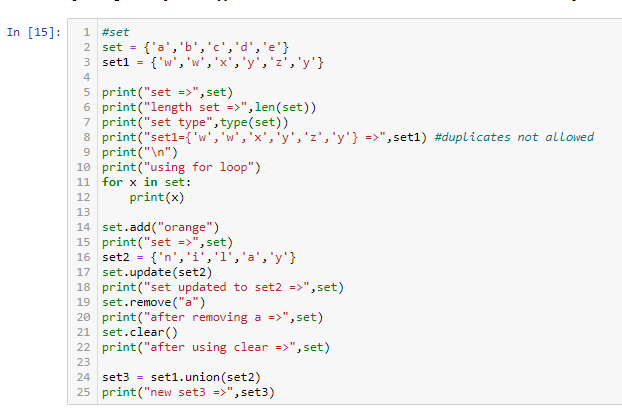 In [15]:
1 #set
2 set = {'a','b','c','d','e'}
3 set1 = {'w','w','x','y','z','y'}
4
5 print("set =>",set)
6 print("length set =>",len(set))
7 print("set type",type(set))
8 print("set1={'w','w','x','y','z','y'} =>",set1) #duplicates not allowed
9 print("\n")
10 print("using for loop")
11 for x in set:
12     print(x)
13
14 set.add("orange")
15 print("set =>",set)
16 set2 = {'n','i','l','a','y'}
17 set.update(set2)
18 print("set updated to set2 =>",set)
19 set.remove("a")
20 print("after removing a =>",set)
21 set.clear()
22 print("after using clear =>",set)
23
24 set3 = set1.union(set2)
25 print("new set3 =>",set3)